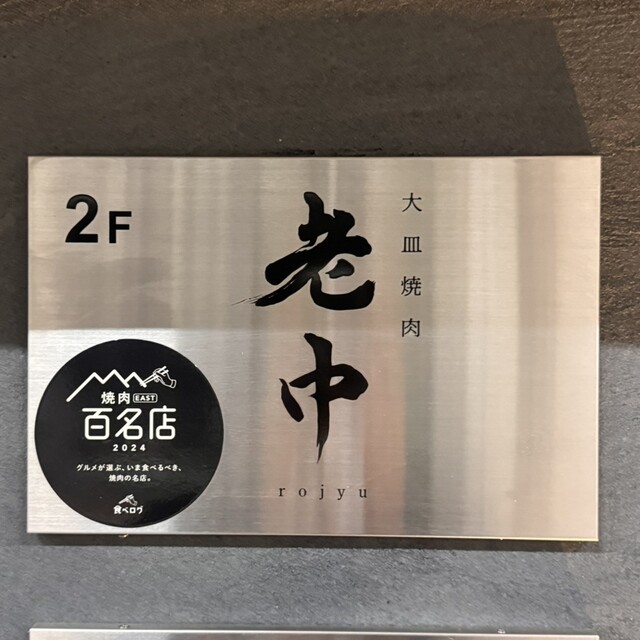 2F
大皿焼肉
老中
rojyu
焼肉 EAST
百名店
2024
グルメが選ぶ、いま食べるべき、
焼肉の名店。
食べログ